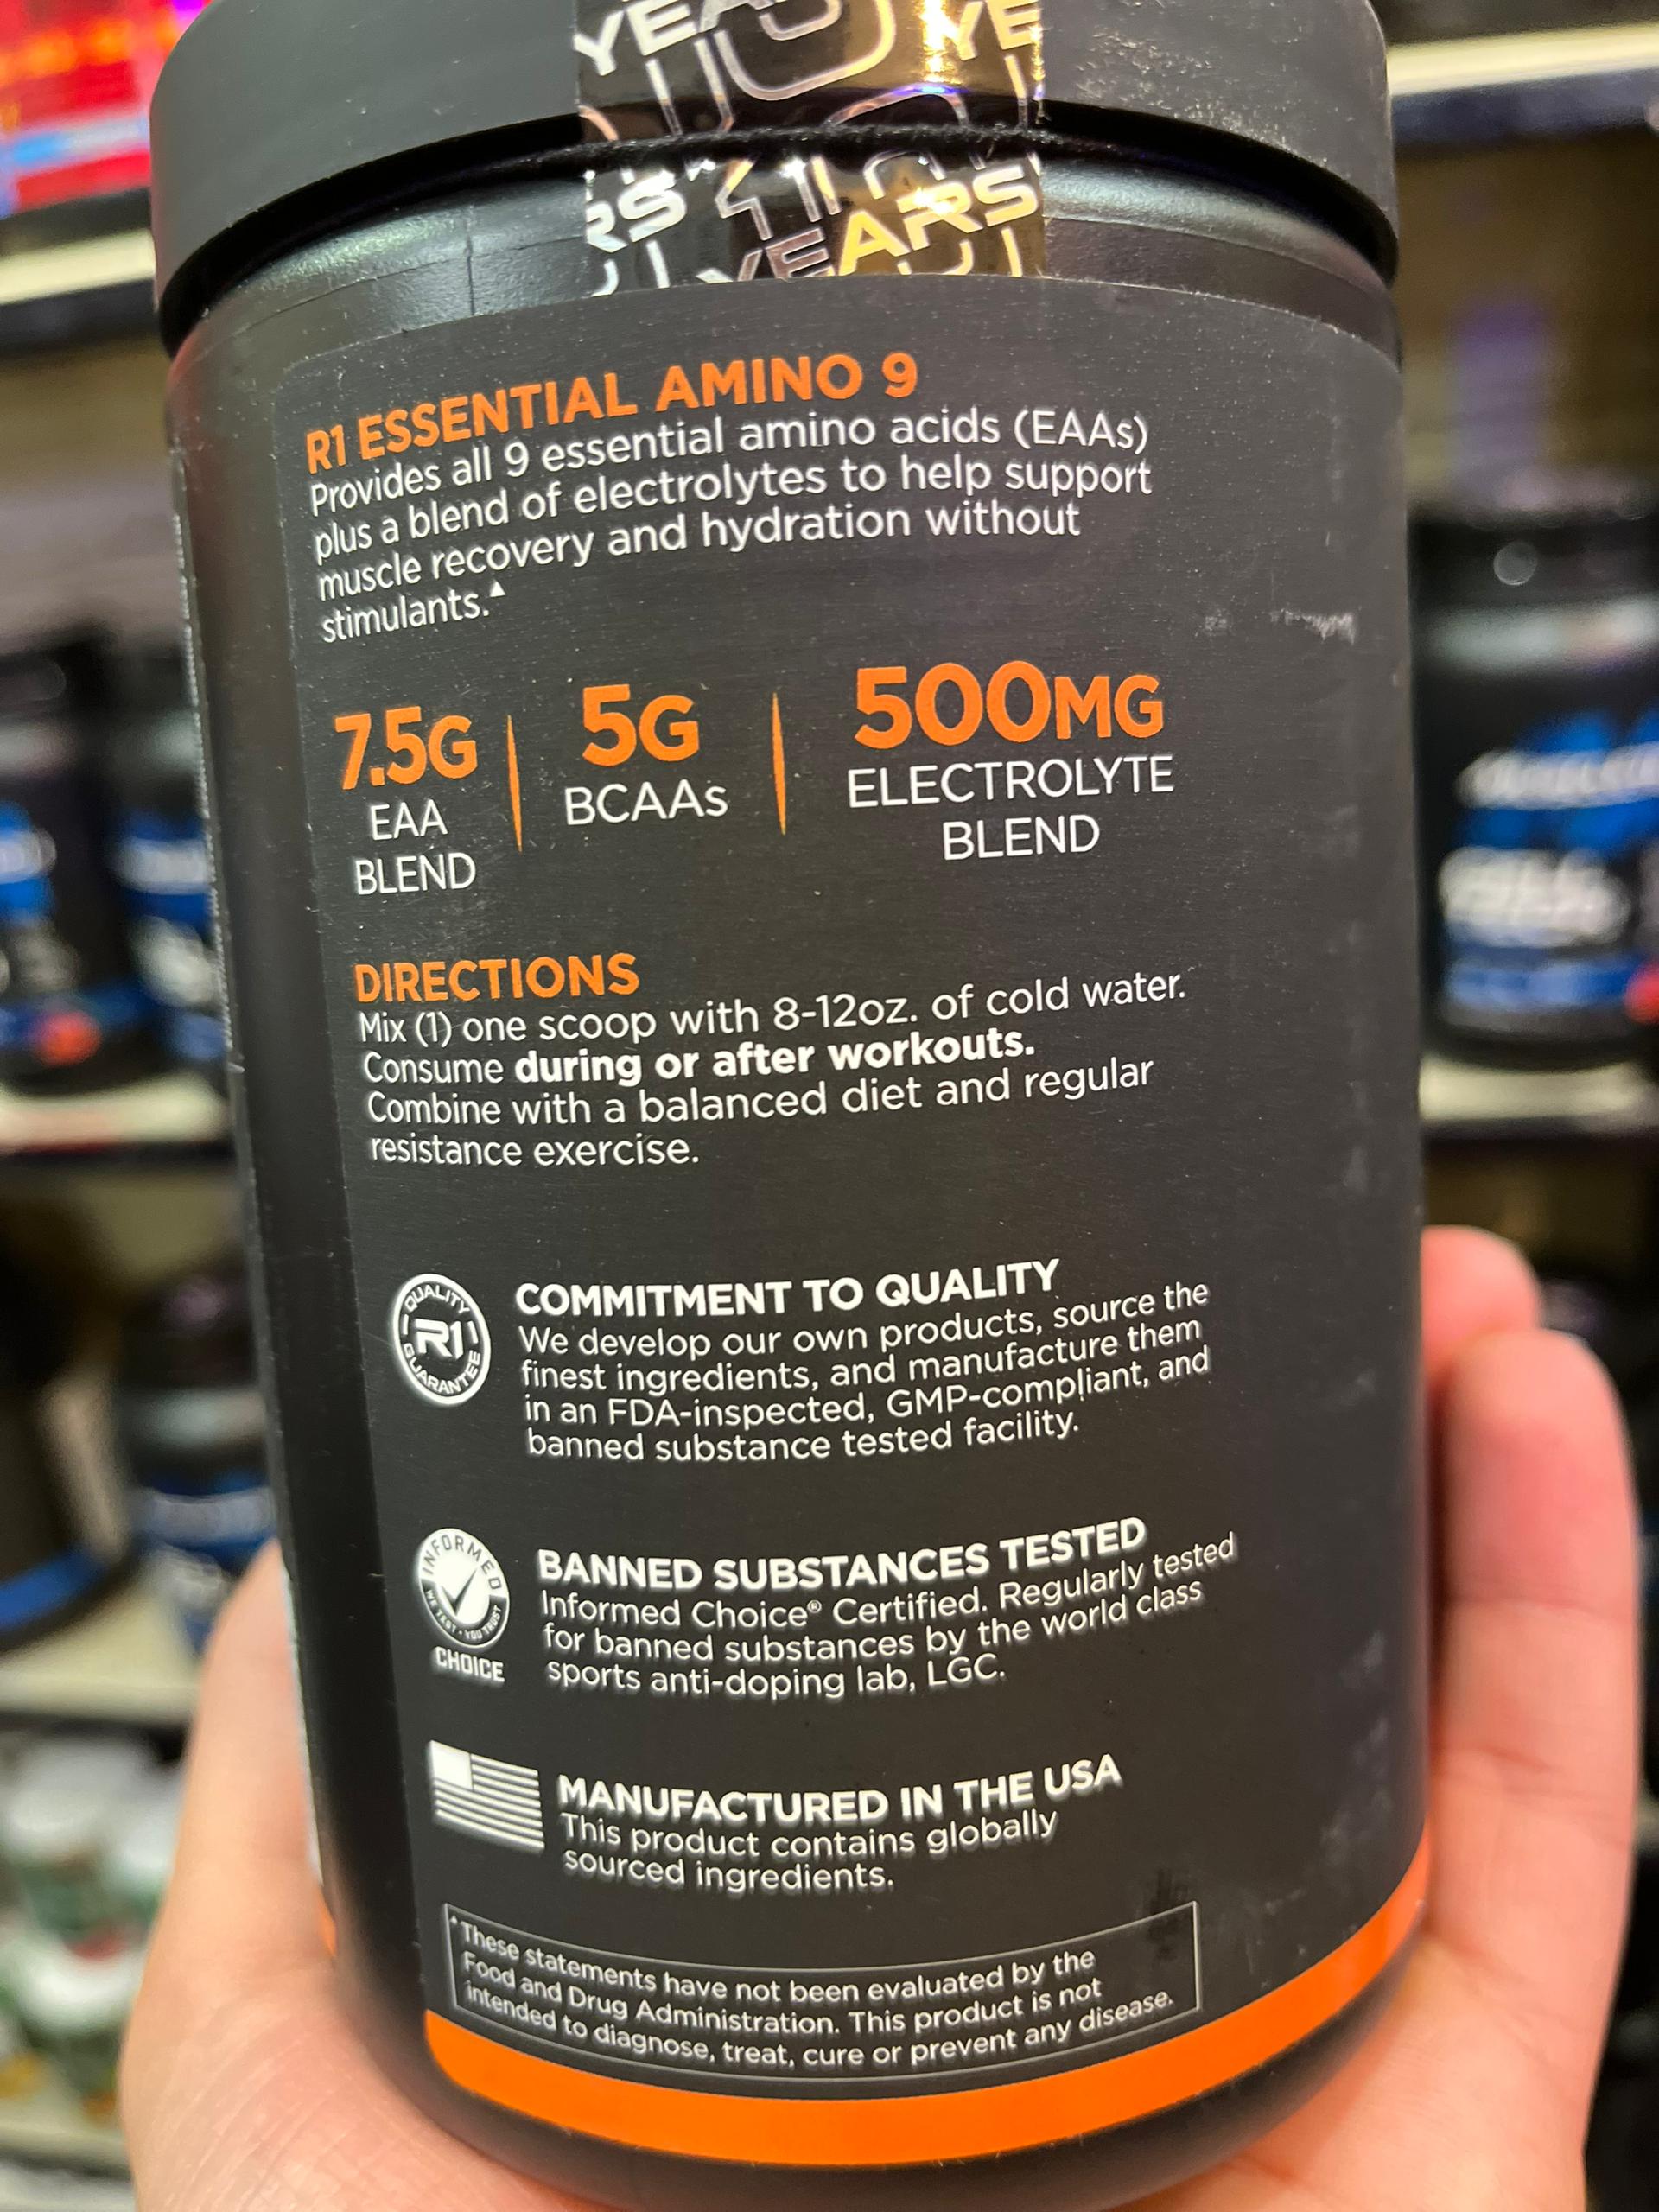 YEARS
YE
RS
YEARS
R1 ESSENTIAL AMINO 9
Provides all 9 essential amino acids (EAAs)
plus a blend of electrolytes to help support
muscle recovery and hydration without
stimulants.▲
7.5G
EAA
BLEND
5G
BCAAs
500MG
ELECTROLYTE
BLEND
DIRECTIONS
Mix (1) one scoop with 8-12oz. of cold water.
Consume during or after workouts.
Combine with a balanced diet and regular
resistance exercise.
QUALITY
R1
GUARANTEE
COMMITMENT TO QUALITY
We develop our own products, source the
finest ingredients, and manufacture them
in an FDA-inspected, GMP-compliant, and
banned substance tested facility.
INFORMED
WE TEST • YOU TRUST
CHOICE
BANNED SUBSTANCES TESTED
Informed Choice® Certified. Regularly tested
for banned substances by the world class
sports anti-doping lab, LGC.
MANUFACTURED IN THE USA
This product contains globally
sourced ingredients.
▲These statements have not been evaluated by the
Food and Drug Administration. This product is not
intended to diagnose, treat, cure or prevent any disease.